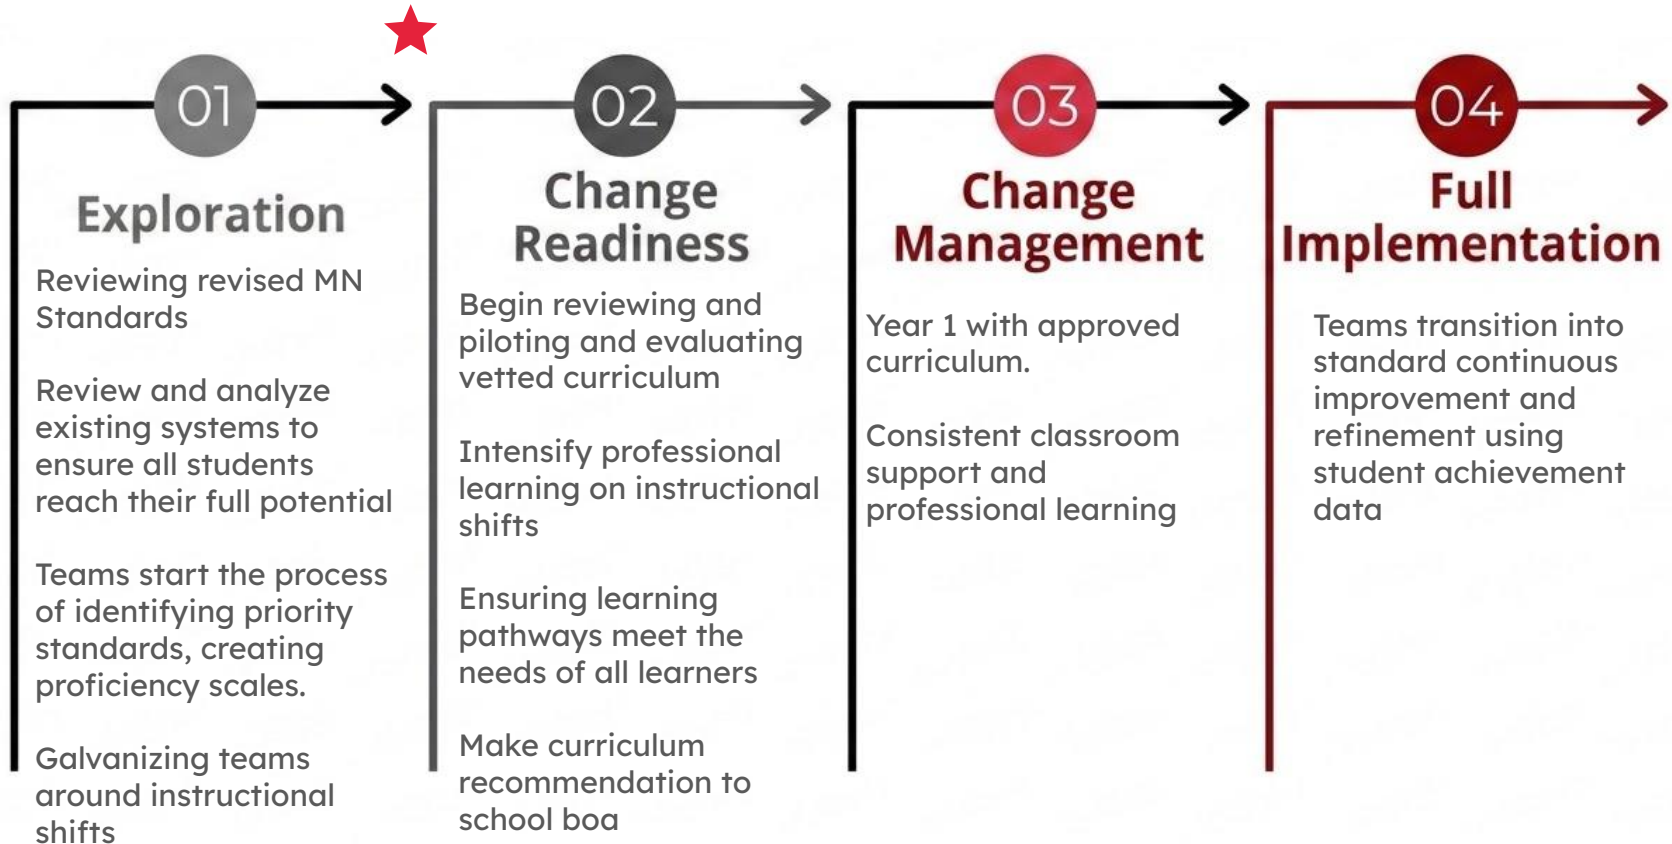 01
Exploration
Reviewing revised MN
Standards
Review and analyze
existing systems to
ensure all students
reach their full potential
Teams start the process
of identifying priority
standards, creating
proficiency scales.
Galvanizing teams
around instructional
shifts
02
Change
Readiness
Begin reviewing and
piloting and evaluating
vetted curriculum
Intensify professional
learning on instructional
shifts
Ensuring learning
pathways meet the
needs of all learners
Make curriculum
recommendation to
school boa
03
Change
Management
Year 1 with approved
curriculum.
Consistent classroom
support and
professional learning
04
Full
Implementation
Teams transition into
standard continuous
improvement and
refinement using
student achievement
data